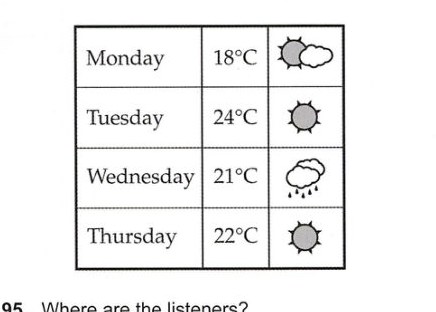 Monday 18°C
Tuesday 24°C
Wednesday 21°C
Thursday 22°C
95 Where are the listeners?